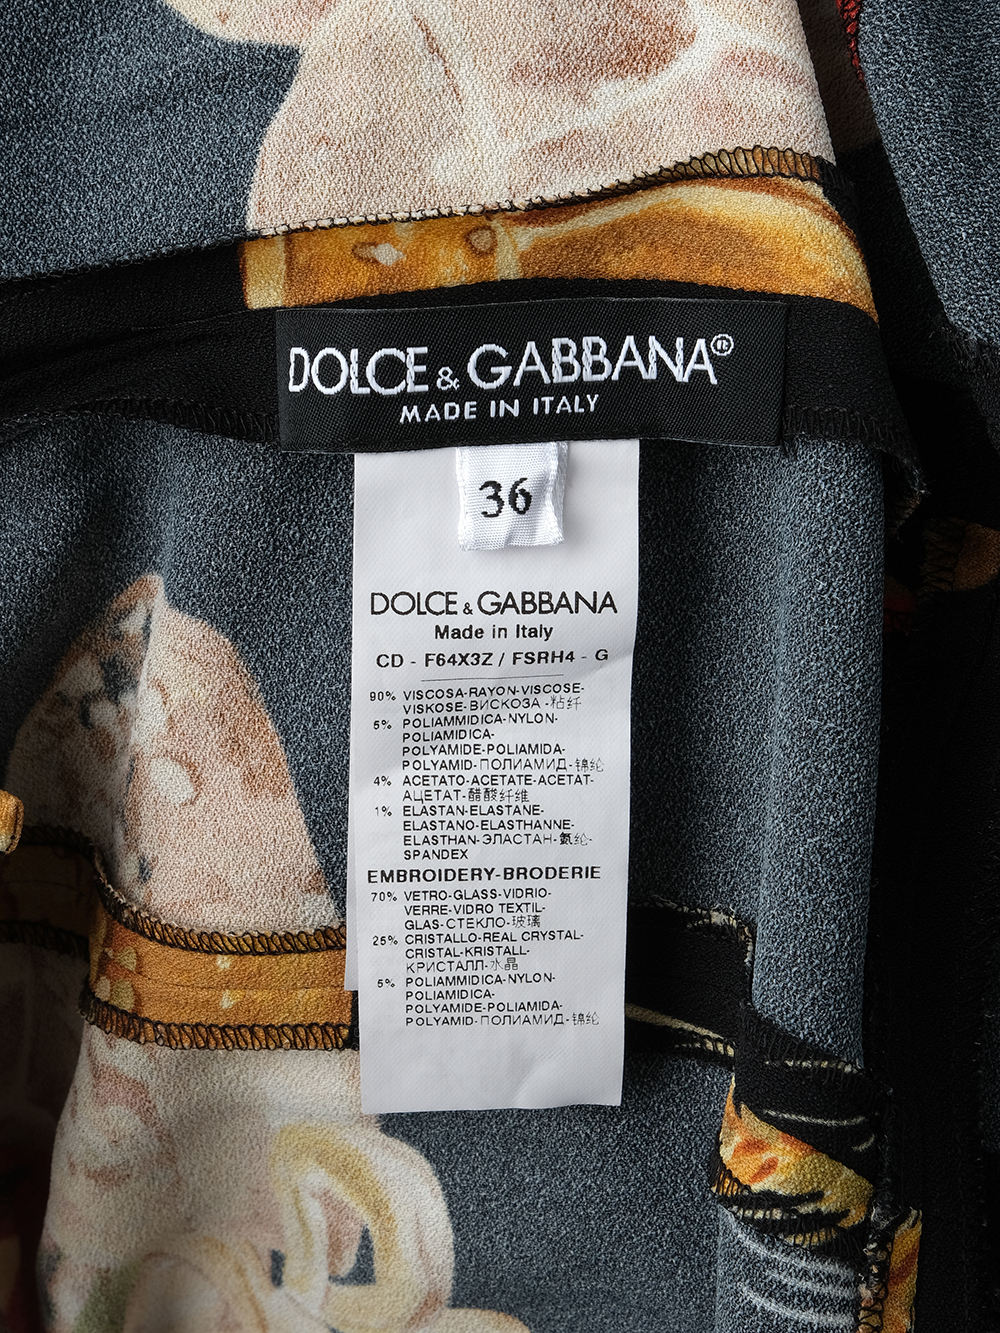 DOLCE & GABBANA®
MADE IN ITALY
36
DOLCE & GABBANA
Made in Italy
CD - F64X3Z / FSRH4 - G
90% VISCOSA-RAYON-VISCOSE-
VISKOSE-ВИСКОЗА-粘纤
5% POLIAMMIDICA-NYLON-
POLIAMIDICA-
POLYAMIDE-POLIAMIDA-
POLYAMID-ПОЛИАМИД-锦纶
4% ACETATO-ACETATE-ACETAT-
АЦЕТАТ-醋酸纤维
1% ELASTAN-ELASTANE-
ELASTANO-ELASTHANNE-
ELASTHAN-ЭЛАСТАН-氨纶-
SPANDEX
EMBROIDERY-BRODERIE
70% VETRO-GLASS-VIDRIO-
VERRE-VIDRO TEXTIL-
GLAS-СТЕКЛО-玻璃
25% CRISTALLO-REAL CRYSTAL-
CRISTAL-KRISTALL-
КРИСТАЛЛ-水晶
5% POLIAMMIDICA-NYLON-
POLIAMIDICA-
POLYAMIDE-POLIAMIDA-
POLYAMID-ПОЛИАМИД-锦纶